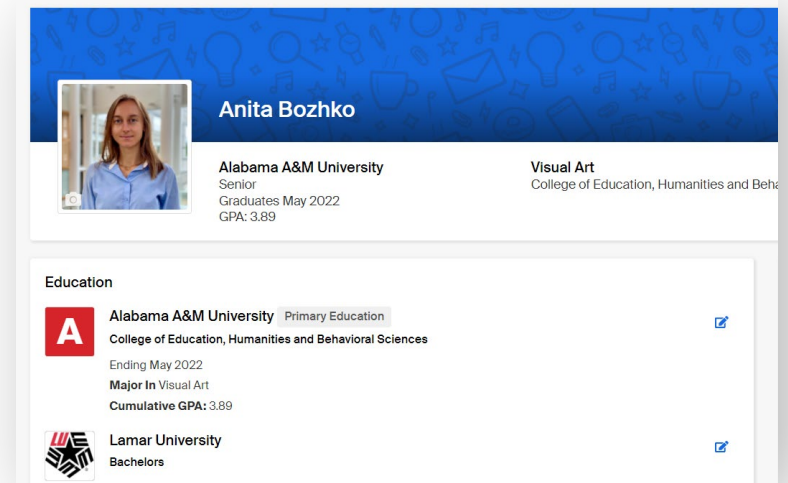 Anita Bozhko
Alabama A&M University
Senior
Graduates May 2022
GPA: 3.89
Visual Art
College of Education, Humanities and Beha
Education
A
Alabama A&M University Primary Education
College of Education, Humanities and Behavioral Sciences
Ending May 2022
Major In Visual Art
Cumulative GPA: 3.89
Lamar University
Bachelors